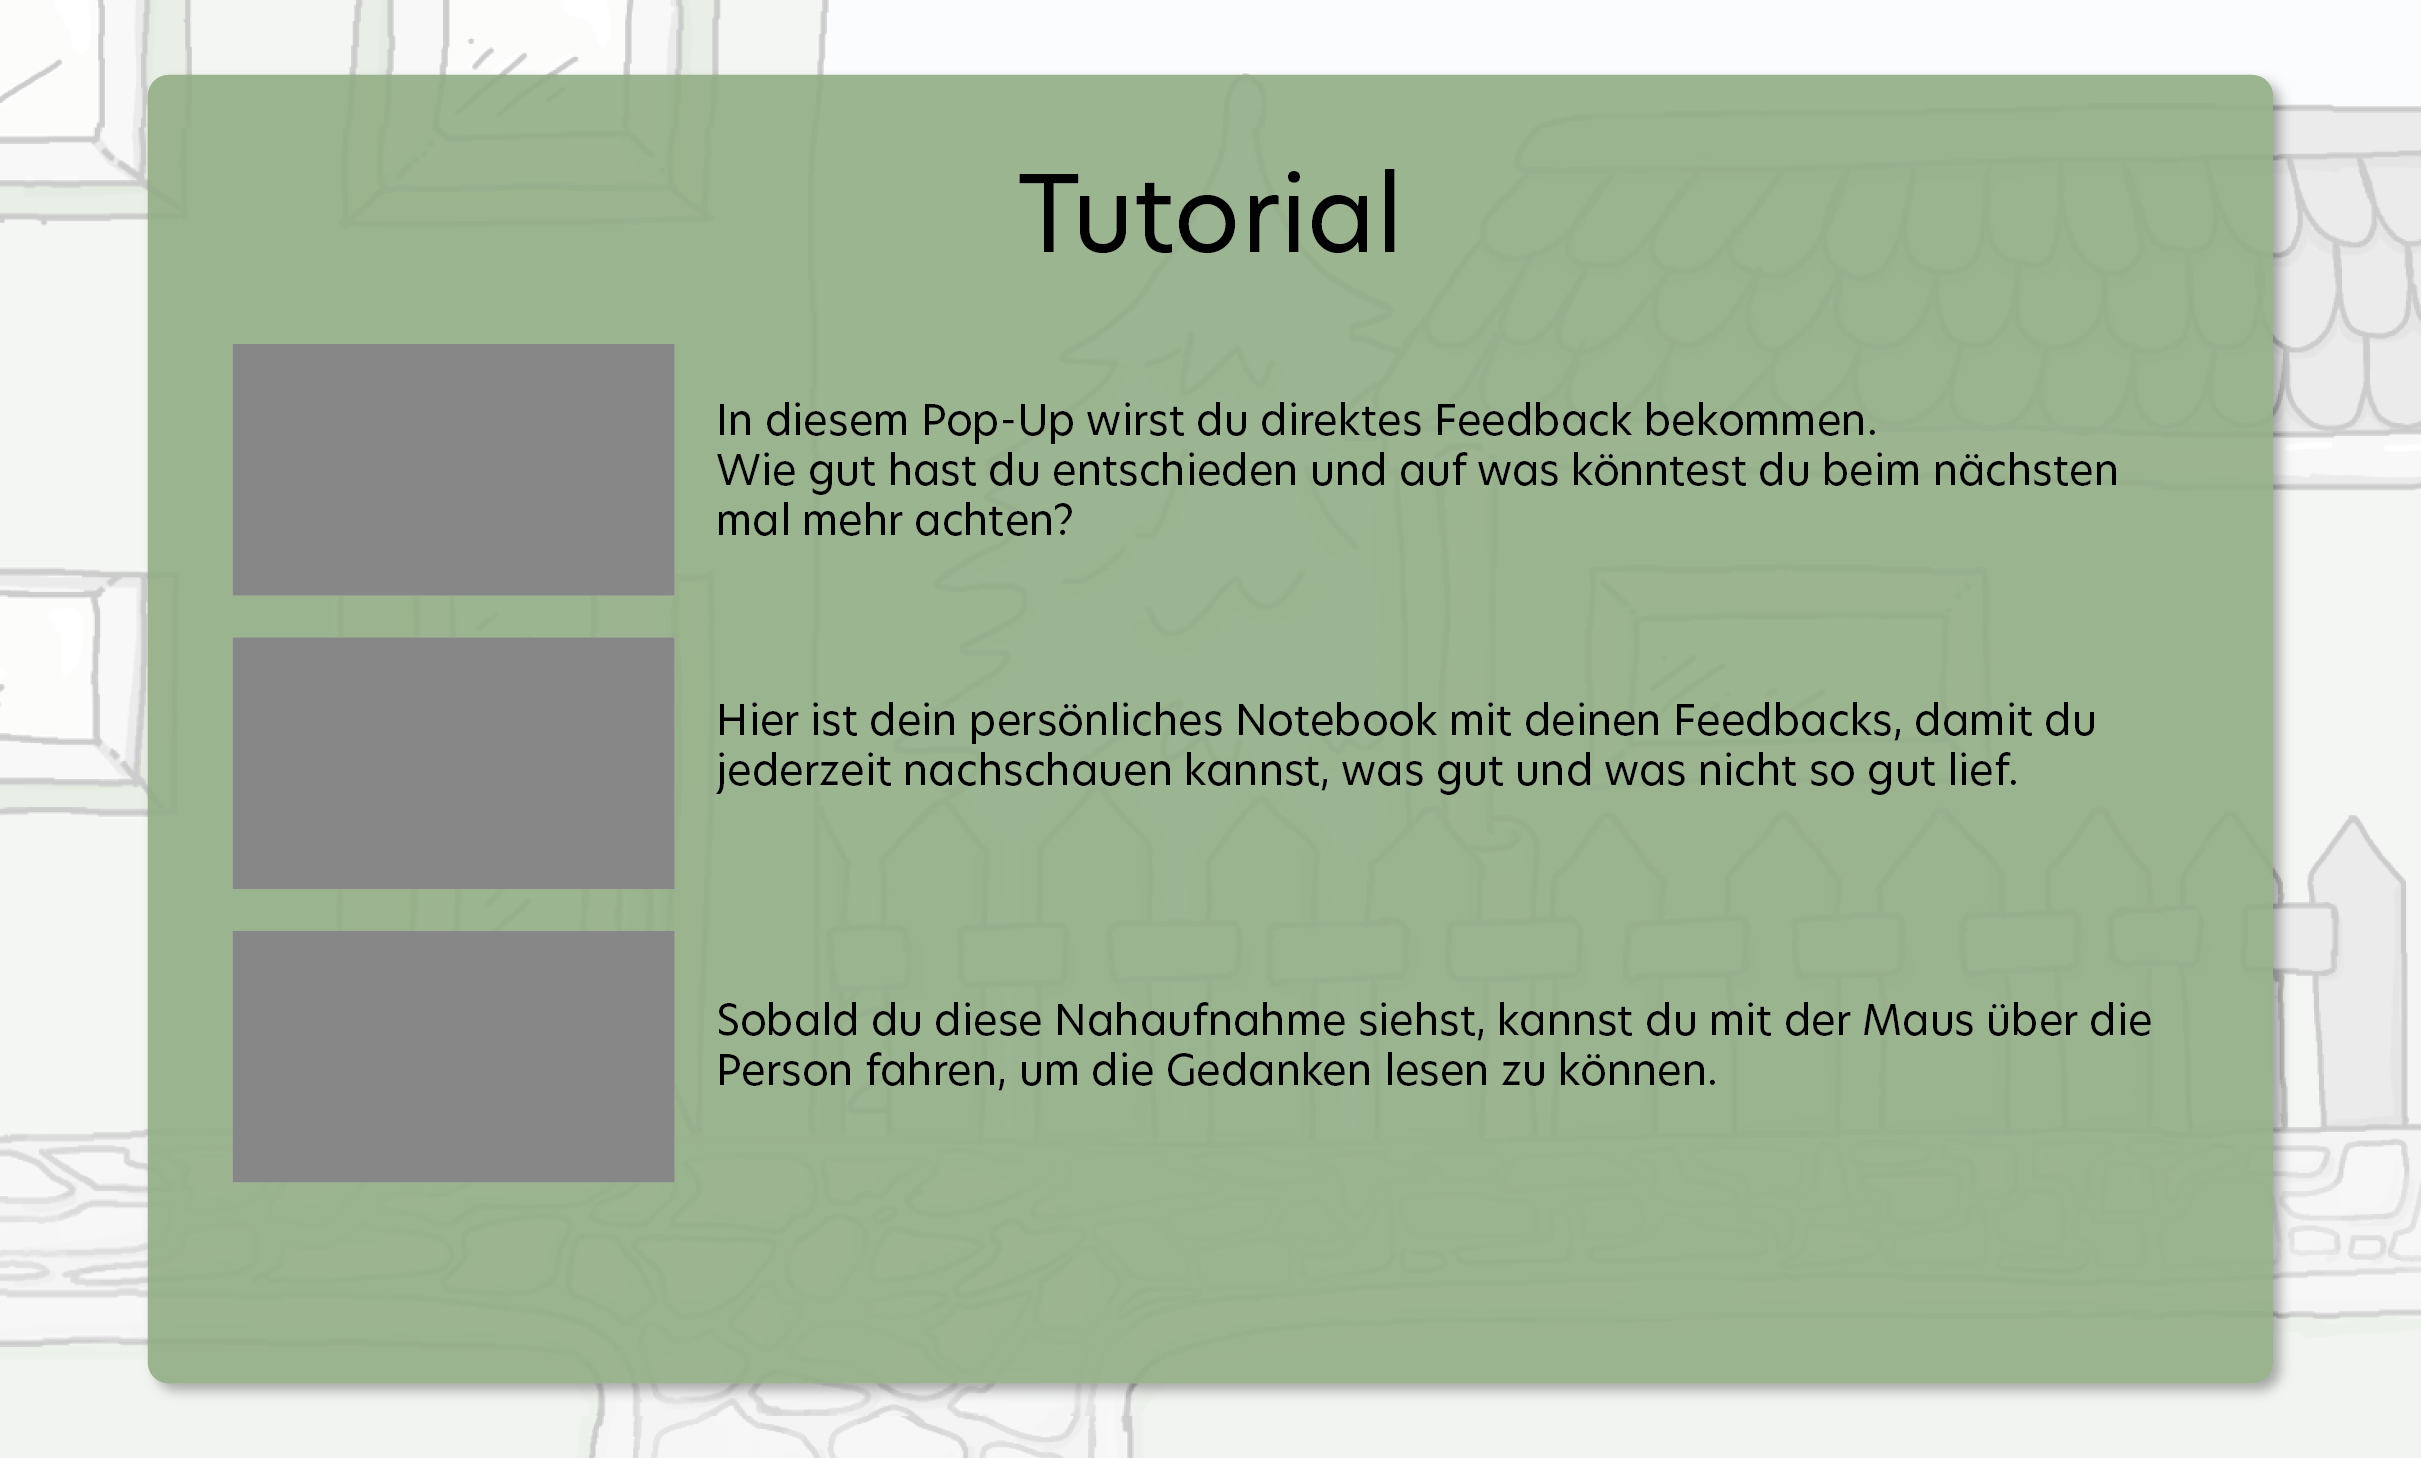 Tutorial
In diesem Pop-Up wirst du direktes Feedback bekommen.
Wie gut hast du entschieden und auf was könntest du beim nächsten
mal mehr achten?
Hier ist dein persönliches Notebook mit deinen Feedbacks, damit du
jederzeit nachschauen kannst, was gut und was nicht so gut lief.
Sobald du diese Nahaufnahme siehst, kannst du mit der Maus über die
Person fahren, um die Gedanken lesen zu können.